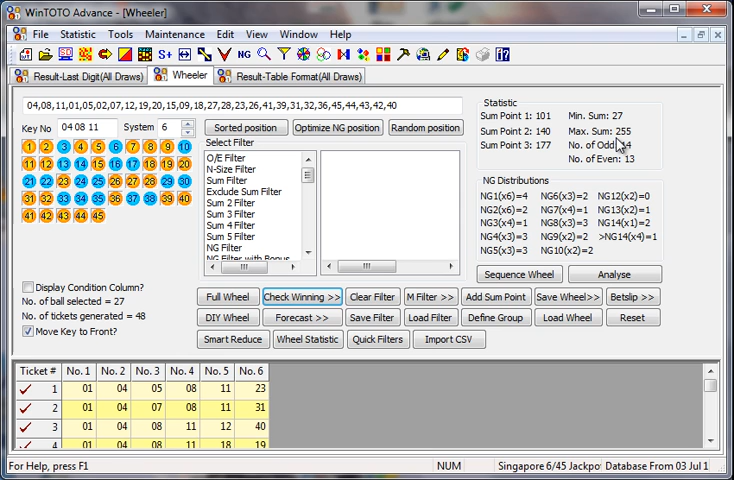 WinTOTO Advance - [Wheeler]
File Statistic Tools Maintenance Edit View Window Help
SD S+ NG
Result-Last Digit(All Draws) Wheeler Result-Table Format(All Draws)
04,08,11,01,05,02,07,12,19,20,15,09,18,27,28,23,26,41,39,31,32,36,45,44,43,42,40
Key No 04 08 11 System 6
Sorted position Optimize NG position Random position
1 2 3 4 5 6 7 8 9 10
11 12 13 14 15 16 17 18 19 20
21 22 23 24 25 26 27 28 29 30
31 32 33 34 35 36 37 38 39 40
41 42 43 44 45
Select Filter
O/E Filter
N-Size Filter
Sum Filter
Exclude Sum Filter
Sum 2 Filter
Sum 3 Filter
Sum 4 Filter
Sum 5 Filter
NG Filter
NG Filter with Bonus
Statistic
Sum Point 1: 101 Min. Sum: 27
Sum Point 2: 140 Max. Sum: 255
Sum Point 3: 177 No. of Odd: 14
No. of Even: 13
NG Distributions
NG1(x6)=4 NG6(x3)=2 NG12(x2)=0
NG2(x6)=2 NG7(x4)=1 NG13(x2)=1
NG4(x3)=3 NG8(x3)=3 NG14(x1)=2
NG4(x3)=3 NG9(x2)=2 >NG14(x4)=1
NG5(x3)=3 NG10(x2)=2
Sequence Wheel Analyse
Display Condition Column?
No. of ball selected = 27
No. of tickets generated = 48
Move Key to Front?
Full Wheel Check Winning >> Clear Filter M Filter >> Add Sum Point Save Wheel>> Betslip >>
DIY Wheel Forecast >> Save Filter Load Filter Define Group Load Wheel Reset
Smart Reduce Wheel Statistic Quick Filters Import CSV
Ticket # No. 1 No. 2 No. 3 No. 4 No. 5 No. 6
1 01 04 05 08 11 23
2 01 04 07 08 11 31
3 01 04 08 11 12 40
4 01 04 08 11 18 19
For Help, press F1 NUM Singapore 6/45 Jackpo Database From 03 Jul 1